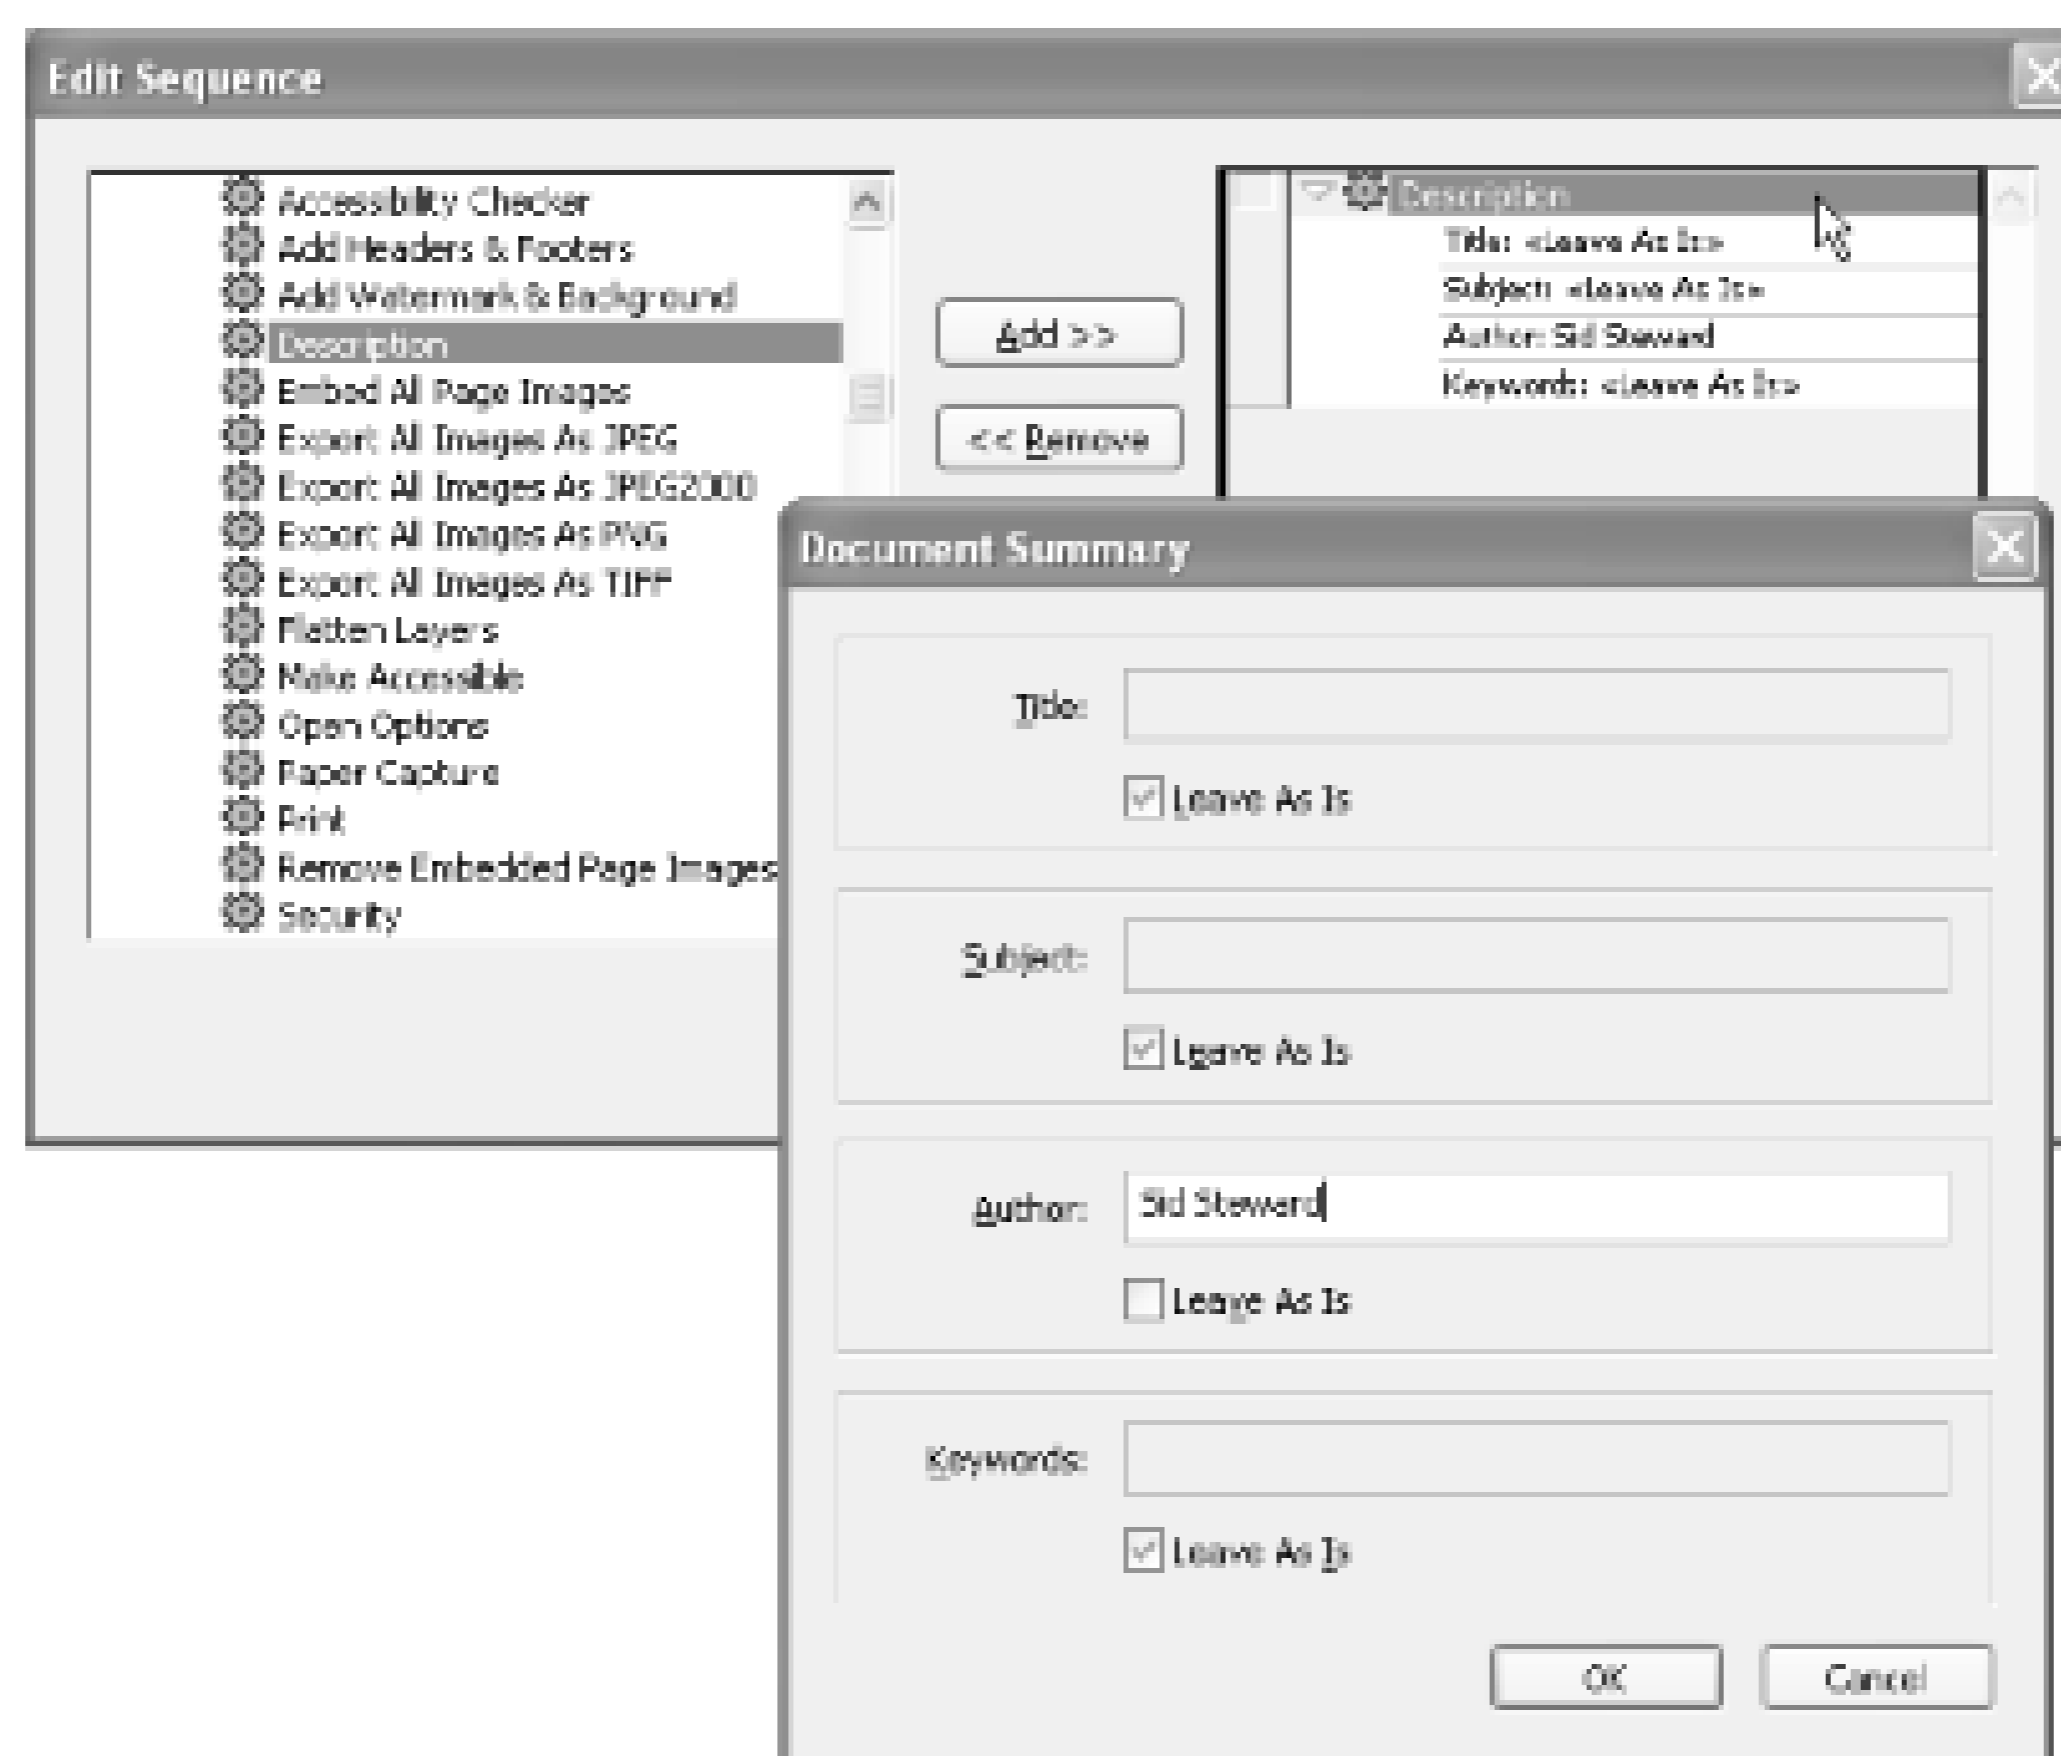 Edit Sequence
Accessibility Checker
Add Headers & Footers
Add Watermark & Background
Description
Embed All Page Images
Export All Images As JPEG
Export All Images As JPEG2000
Export All Images As PNG
Export All Images As TIFF
Flatten Layers
Make Accessible
Open Options
Paper Capture
Print
Remove Embedded Page Images
Security
Add >>
<< Remove
Description
Title: «Leave As Is»
Subject: «Leave As Is»
Author: Sid Steward
Keywords: «Leave As Is»
Document Summary
Title:
Leave As Is
Subject:
Leave As Is
Author: Sid Steward
Leave As Is
Keywords:
Leave As Is
OK Cancel